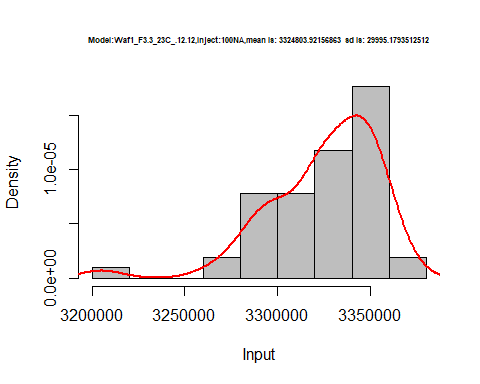 Model:Waf1_F3.3_23C_.12.12,Inject:100NA,mean is: 3324803.92156863 sd is: 29995.1793512512
Density
1.0e-05
0.0e+00
3200000 3250000 3300000 3350000
Input